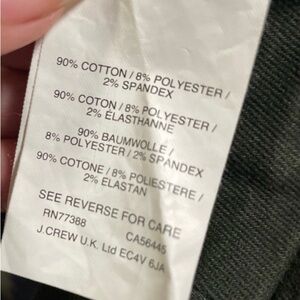 90% COTTON / 8% POLYESTER /
2% SPANDEX
90% COTON / 8% POLYESTER /
2% ELASTHANNE
90% BAUMWOLLE /
8% POLYESTER / 2% SPANDEX
90% COTONE / 8% POLIESTERE /
2% ELASTAN
SEE REVERSE FOR CARE
RN77388 CA56445
J.CREW U.K. Ltd EC4V 6JA